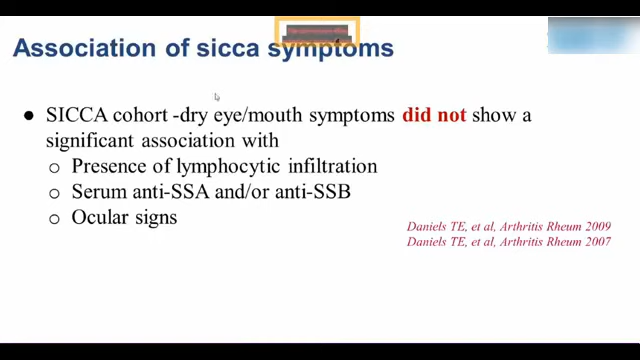 Association of sicca symptoms
● SICCA cohort -dry eye/mouth symptoms did not show a
significant association with
o Presence of lymphocytic infiltration
o Serum anti-SSA and/or anti-SSB
o Ocular signs
Daniels TE, et al, Arthritis Rheum 2009
Daniels TE, et al, Arthritis Rheum 2007